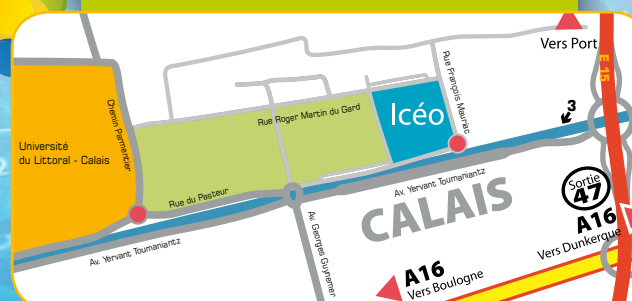 Vers Port
E 15
Rue François Mauriac
Icéo
Rue Roger Martin du Gard
3
Chemin Parmentier
Université
du Littoral - Calais
Rue du Pasteur
Av. Yervant Toumaniantz
CALAIS
Sortie
47
A16
Vers Dunkerque
Av. Georges Guynemer
Av. Yervant Toumaniantz
A16
Vers Boulogne